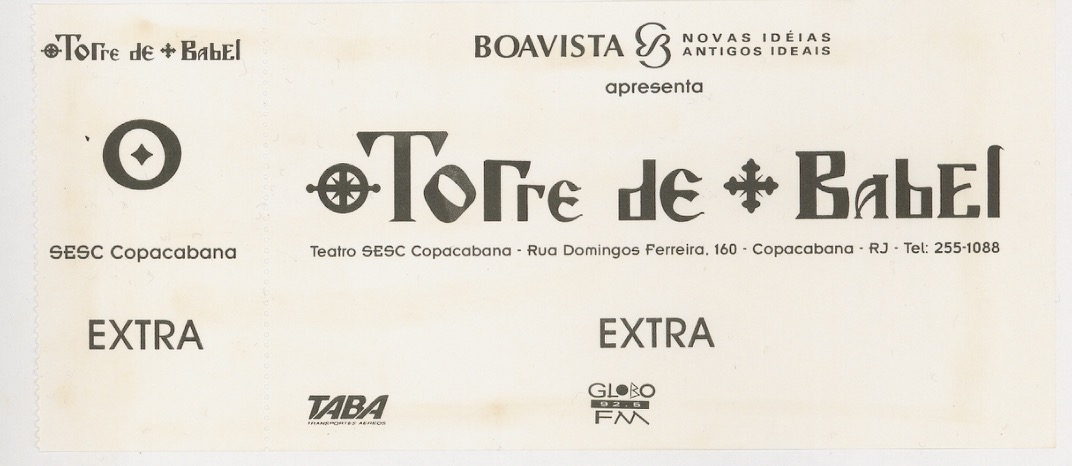 Torre de Babel
SESC Copacabana
EXTRA
BOAVISTA NOVAS IDÉIAS
ANTIGOS IDEAIS
apresenta
Torre de Babel
Teatro SESC Copacabana - Rua Domingos Ferreira, 160 - Copacabana - RJ - Tel: 255-1088
EXTRA
TABA
TRANSPORTES AEREOS
GLOBO
92.5
FM